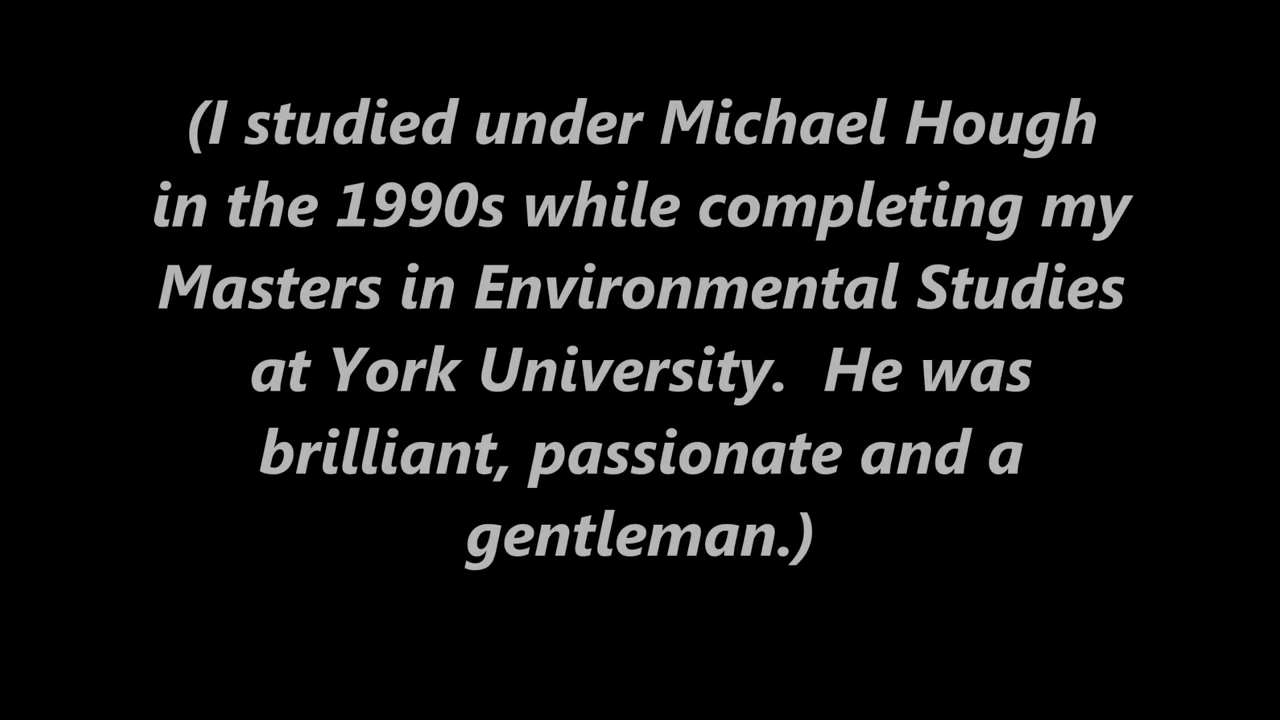 (I studied under Michael Hough
in the 1990s while completing my
Masters in Environmental Studies
at York University.  He was
brilliant, passionate and a
gentleman.)